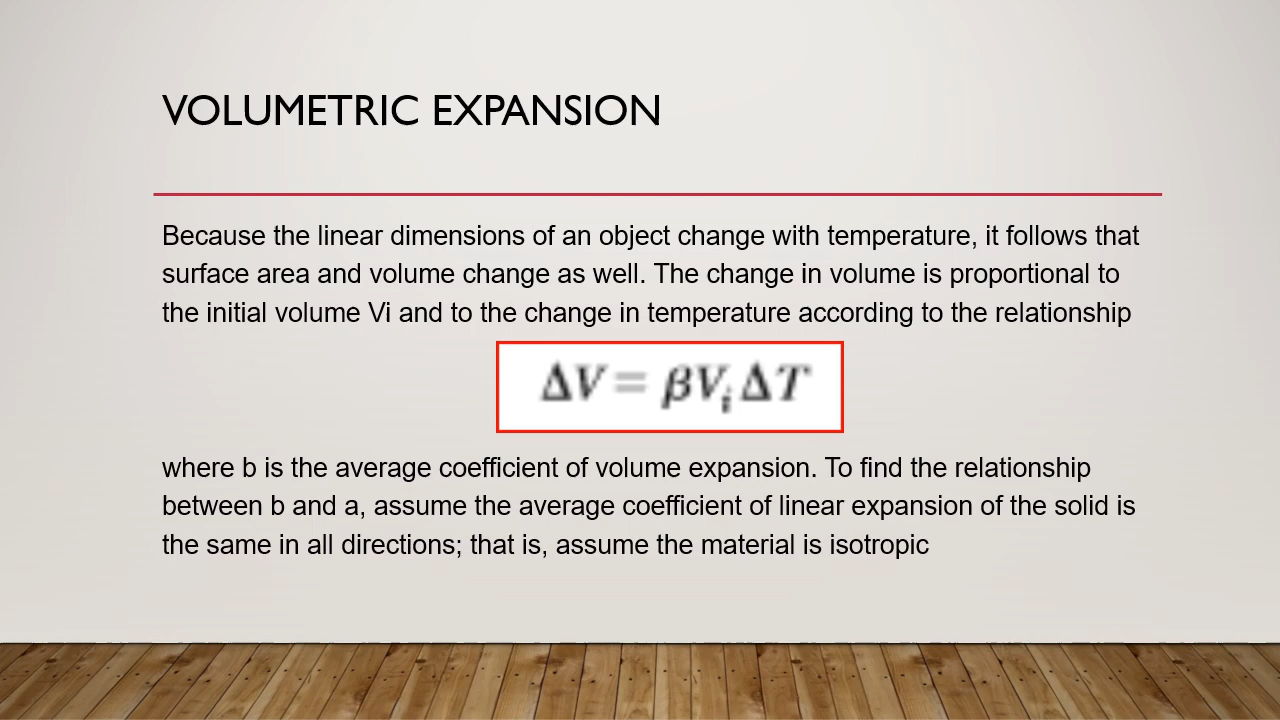 VOLUMETRIC EXPANSION
Because the linear dimensions of an object change with temperature, it follows that
surface area and volume change as well. The change in volume is proportional to
the initial volume Vi and to the change in temperature according to the relationship
ΔV = βVᵢ ΔT
where b is the average coefficient of volume expansion. To find the relationship
between b and a, assume the average coefficient of linear expansion of the solid is
the same in all directions; that is, assume the material is isotropic